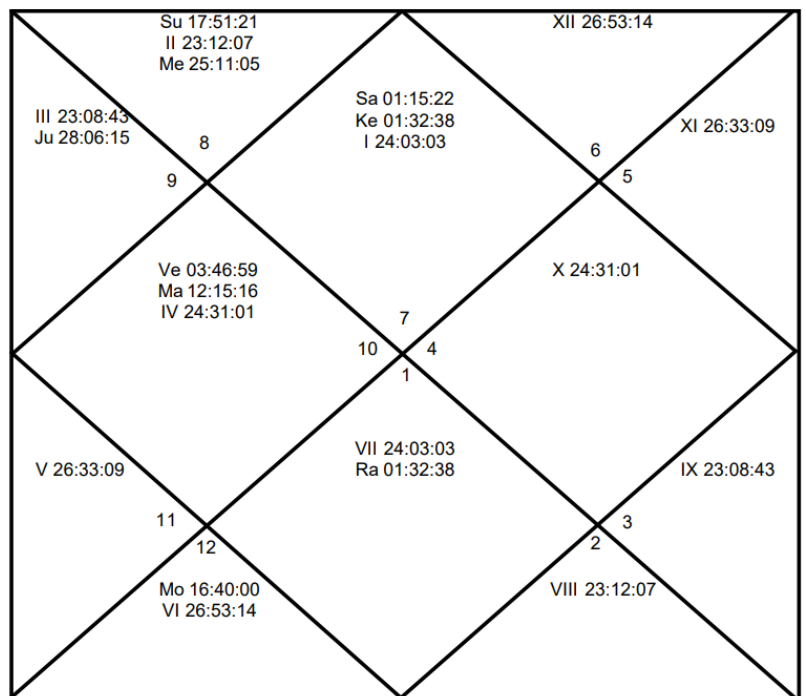 Su 17:51:21
II 23:12:07
Me 25:11:05
XII 26:53:14
III 23:08:43
Ju 28:06:15
Sa 01:15:22
Ke 01:32:38
I 24:03:03
XI 26:33:09
8
6
9
5
Ve 03:46:59
Ma 12:15:16
IV 24:31:01
X 24:31:01
7
10
4
1
V 26:33:09
VII 24:03:03
Ra 01:32:38
IX 23:08:43
11
3
12
2
Mo 16:40:00
VI 26:53:14
VIII 23:12:07